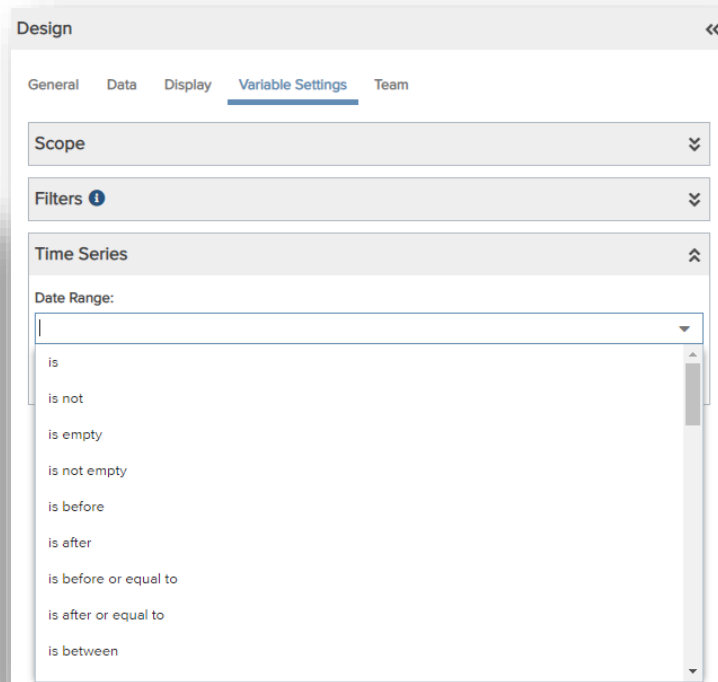 Design
General Data Display Variable Settings Team
Scope
Filters
Time Series
Date Range:
is
is not
is empty
is not empty
is before
is after
is before or equal to
is after or equal to
is between